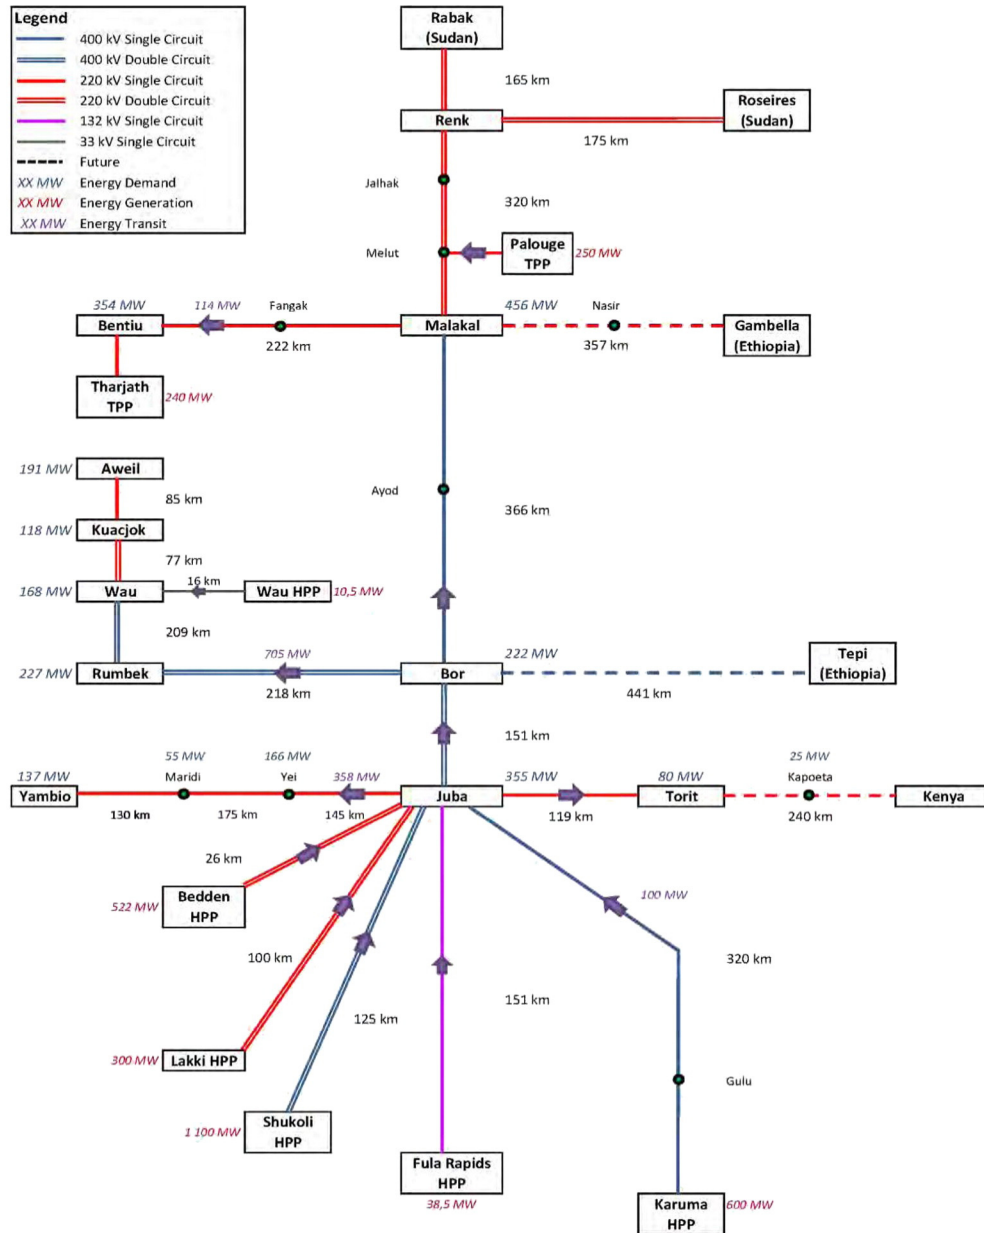 Legend
400 kV Single Circuit
400 kV Double Circuit
220 kV Single Circuit
220 kV Double Circuit
132 kV Single Circuit
33 kV Single Circuit
Future
XX MW Energy Demand
XX MW Energy Generation
XX MW Energy Transit
Rabak
(Sudan)
165 km
Renk
Roseires
(Sudan)
175 km
Jalhak
320 km
Melut
Palouge
TPP
250 MW
354 MW
114 MW
Fangak
456 MW
Nasir
Bentiu
Malakal
Gambella
(Ethiopia)
222 km
357 km
Tharjath
TPP
240 MW
191 MW
Aweil
85 km
Ayod
366 km
118 MW
Kuacjok
77 km
168 MW
Wau
16 km
Wau HPP
10,5 MW
209 km
705 MW
222 MW
Tepi
(Ethiopia)
227 MW
Rumbek
Bor
218 km
441 km
151 km
137 MW
55 MW
Maridi
166 MW
Yei
358 MW
355 MW
80 MW
25 MW
Kapoeta
Yambio
Juba
Torit
Kenya
130 km
175 km
145 km
119 km
240 km
26 km
522 MW
Bedden
HPP
100 MW
100 km
320 km
125 km
151 km
300 MW
Lakki HPP
Gulu
1 100 MW
Shukoli
HPP
Fula Rapids
HPP
38,5 MW
Karuma
HPP
600 MW